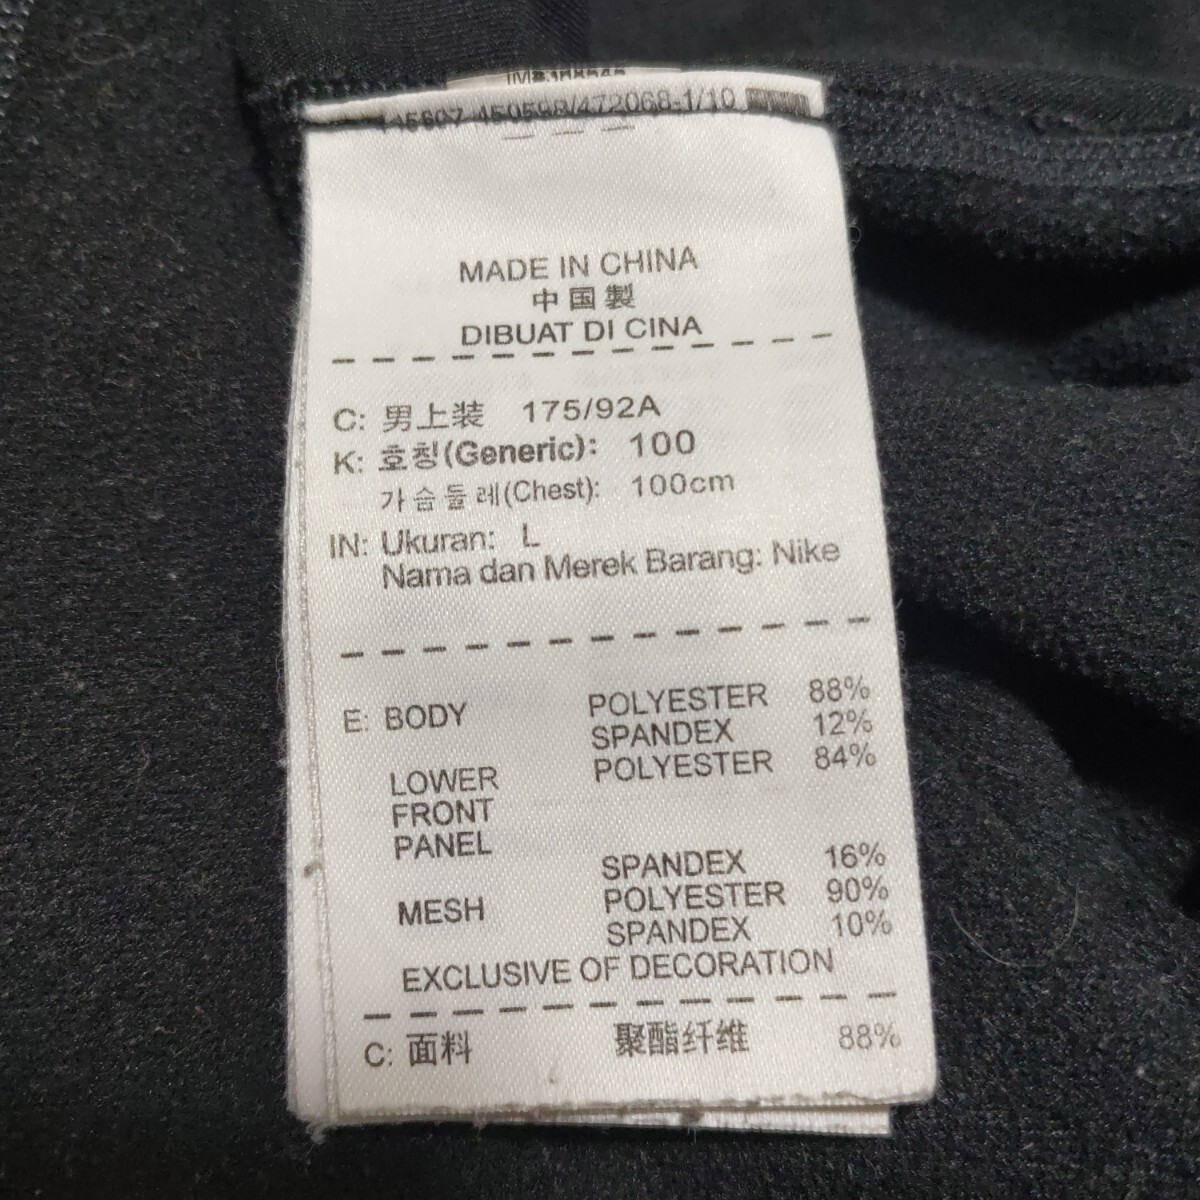 472068-1/10
MADE IN CHINA
中国製
DIBUAT DI CINA
C: 男上装 175/92A
K: 호칭(Generic): 100
가슴둘레(Chest): 100cm
IN: Ukuran: L
Nama dan Merek Barang: Nike
E: BODY POLYESTER 88%
SPANDEX 12%
LOWER POLYESTER 84%
FRONT
PANEL
SPANDEX 16%
MESH POLYESTER 90%
SPANDEX 10%
EXCLUSIVE OF DECORATION
C: 面料 聚酯纤维 88%